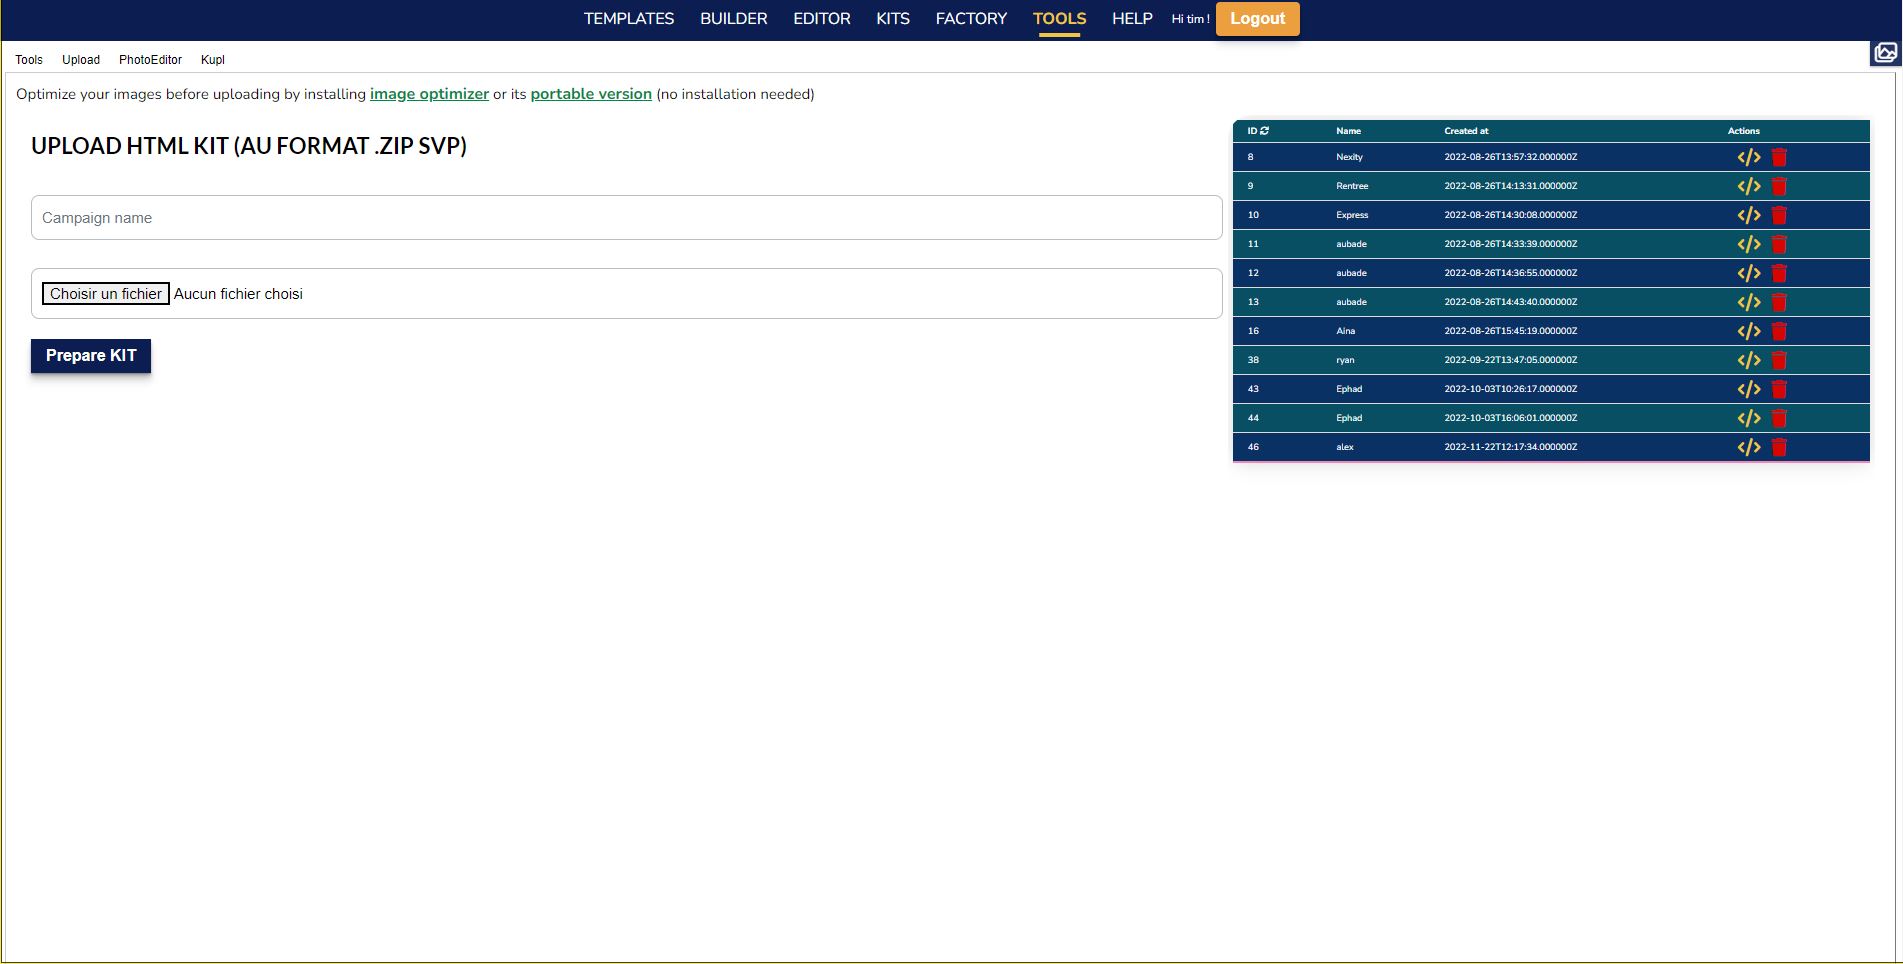 TEMPLATES BUILDER EDITOR KITS FACTORY TOOLS HELP Hi tim ! Logout
Tools Upload PhotoEditor Kupl
Optimize your images before uploading by installing image optimizer or its portable version (no installation needed)
UPLOAD HTML KIT (AU FORMAT .ZIP SVP)
Campaign name
Choisir un fichier Aucun fichier choisi
Prepare KIT
ID Name Created at Actions
8 Nexity 2022-08-26T13:57:32.000000Z </>
9 Rentree 2022-08-26T14:13:31.000000Z </>
10 Express 2022-08-26T14:30:08.000000Z </>
11 aubade 2022-08-26T14:33:39.000000Z </>
12 aubade 2022-08-26T14:36:55.000000Z </>
13 aubade 2022-08-26T14:43:40.000000Z </>
16 Aina 2022-08-26T15:45:19.000000Z </>
38 ryan 2022-09-22T13:47:05.000000Z </>
43 Ephad 2022-10-03T10:26:17.000000Z </>
44 Ephad 2022-10-03T16:06:01.000000Z </>
46 alex 2022-11-22T12:17:34.000000Z </>